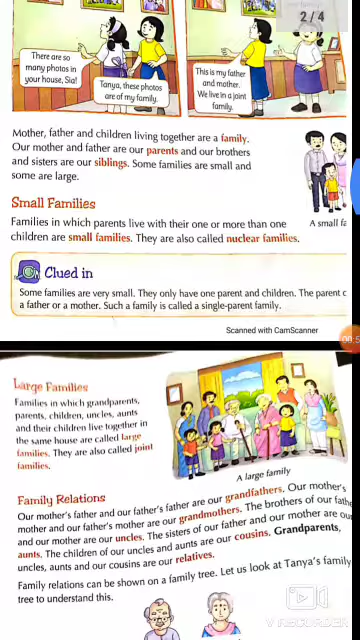 2/4
There are so
many photos in
your house, Sia!
Tanya, these photos
are of my family.
This is my father
and mother.
We live in a joint
family.
Mother, father and children living together are a family.
Our mother and father are our parents and our brothers
and sisters are our siblings. Some families are small and
some are large.
A small fa
Small Families
Families in which parents live with their one or more than one
children are small families. They are also called nuclear families.
Clued in
Some families are very small. They only have one parent and children. The parent c
a father or a mother. Such a family is called a single-parent family.
Scanned with CamScanner
Large Families
Families in which grandparents,
parents, children, uncles, aunts
and their children live together in
the same house are called large
families. They are also called joint
families.
A large family
Family Relations
Our mother's father and our father's father are our grandfathers. Our mother's
mother and our father's mother are our grandmothers. The brothers of our fathe
and our mother are our uncles. The sisters of our father and our mother are ou
aunts. The children of our uncles and aunts are our cousins. Grandparents,
uncles, aunts and our cousins are our relatives.
Family relations can be shown on a family tree. Let us look at Tanya's family
tree to understand this.
V RECORDER